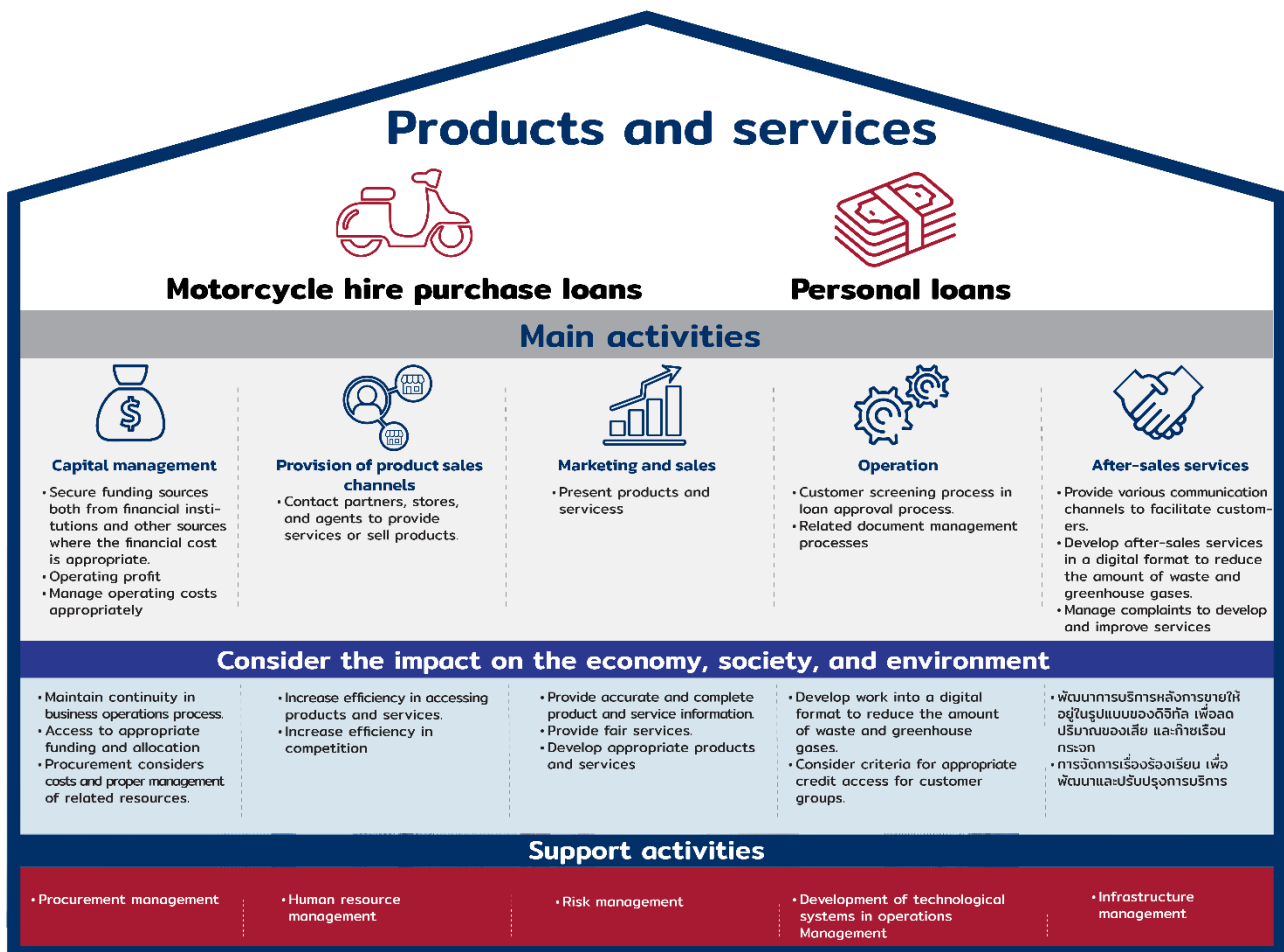 Products and services
Motorcycle hire purchase loans
Personal loans
Main activities
Capital management
• Secure funding sources
both from financial insti-
tutions and other sources
where the financial cost
is appropriate.
• Operating profit
• Manage operating costs
appropriately
Provision of product sales
channels
• Contact partners, stores,
and agents to provide
services or sell products.
Marketing and sales
• Present products and
servicess
Operation
• Customer screening process in
loan approval process.
• Related document management
processes
After-sales services
• Provide various communication
channels to facilitate custom-
ers.
• Develop after-sales services
in a digital format to reduce
the amount of waste and
greenhouse gases.
• Manage complaints to develop
and improve services
Consider the impact on the economy, society, and environment
• Maintain continuity in
business operations process.
• Access to appropriate
funding and allocation
• Procurement considers
costs and proper management
of related resources.
• Increase efficiency in accessing
products and services.
• Increase efficiency in
competition
• Provide accurate and complete
product and service information.
• Provide fair services.
• Develop appropriate products
and services
• Develop work into a digital
format to reduce the amount
of waste and greenhouse
gases.
• Consider criteria for appropriate
credit access for customer
groups.
• พัฒนาการบริการหลังการขายให้
อยู่ในรูปแบบของดิจิทัล เพื่อลด
ปริมาณของเสีย และก๊าซเรือน
กระจก
• การจัดการเรื่องร้องเรียน เพื่อ
พัฒนาและปรับปรุงการบริการ
Support activities
• Procurement management
• Human resource
management
• Risk management
• Development of technological
systems in operations
Management
• Infrastructure
management